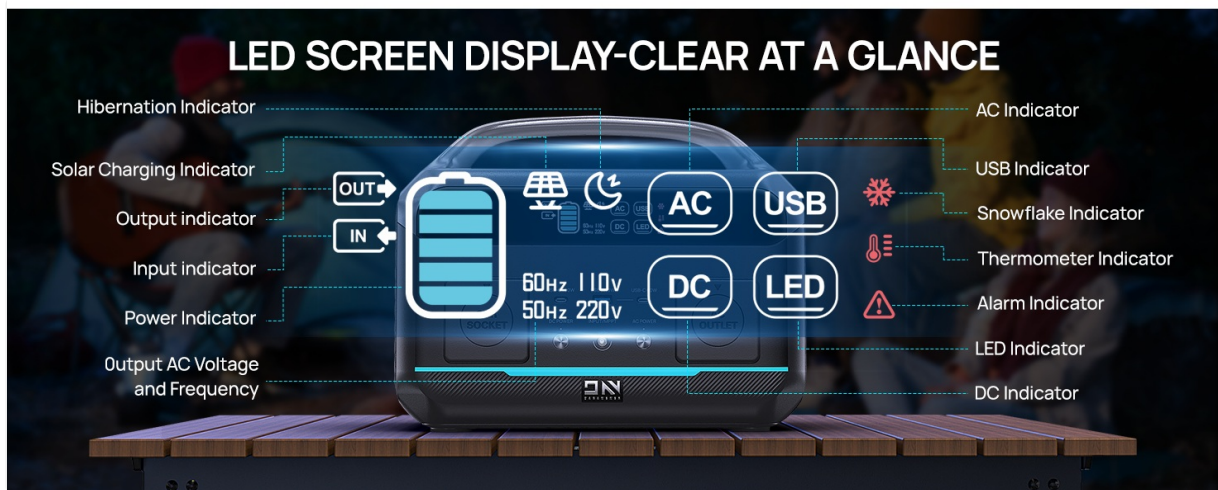 LED SCREEN DISPLAY-CLEAR AT A GLANCE
Hibernation Indicator
Solar Charging Indicator
Output indicator
Input indicator
Power Indicator
0utput AC Voltage
and Frequency
OUT
IN
60Hz 110v
50Hz 220v
AC
USB
DC
LED
SOCKET
OUTLET
AC Indicator
USB Indicator
Snowflake Indicator
Thermometer Indicator
Alarm Indicator
LED Indicator
DC Indicator